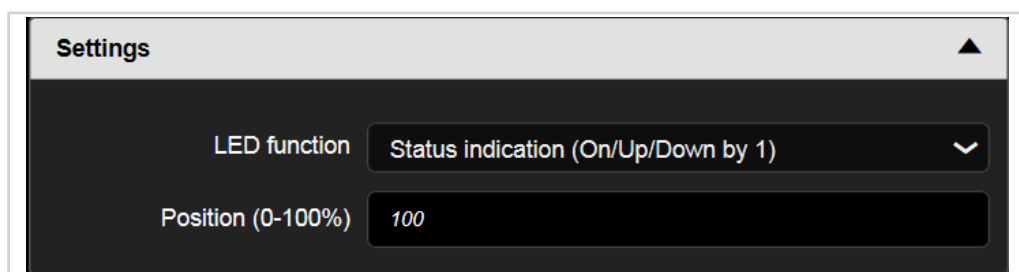 Settings
LED function
Status indication (On/Up/Down by 1)
Position (0-100%)
100